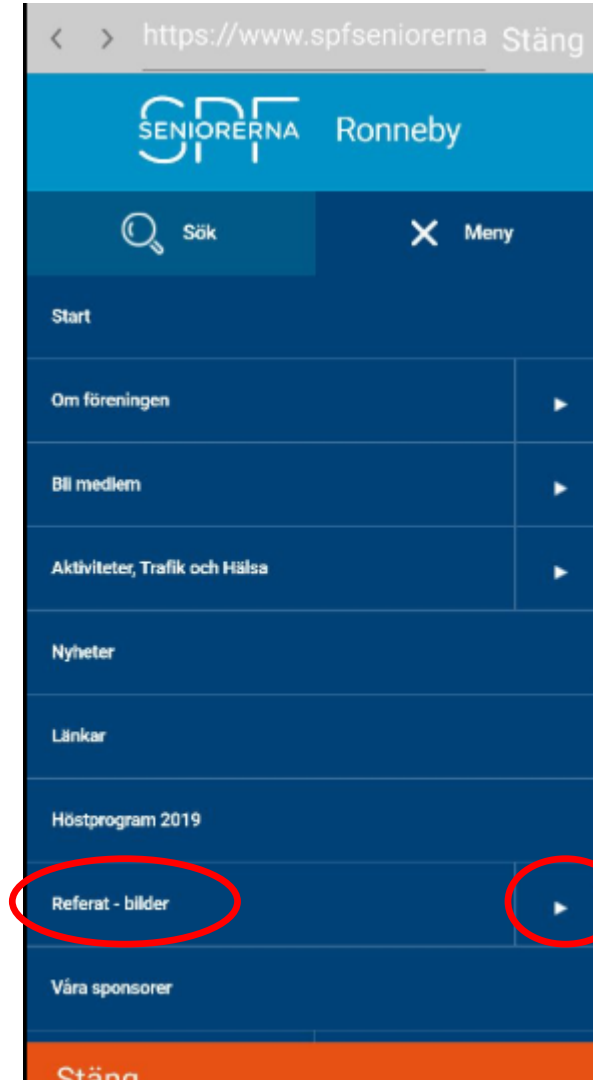 https://www.spfseniorerna Stäng
SPF SENIORERNA Ronneby
Sök Meny
Start
Om föreningen
Bli medlem
Aktiviteter, Trafik och Hälsa
Nyheter
Länkar
Höstprogram 2019
Referat - bilder
Våra sponsorer
Stäng